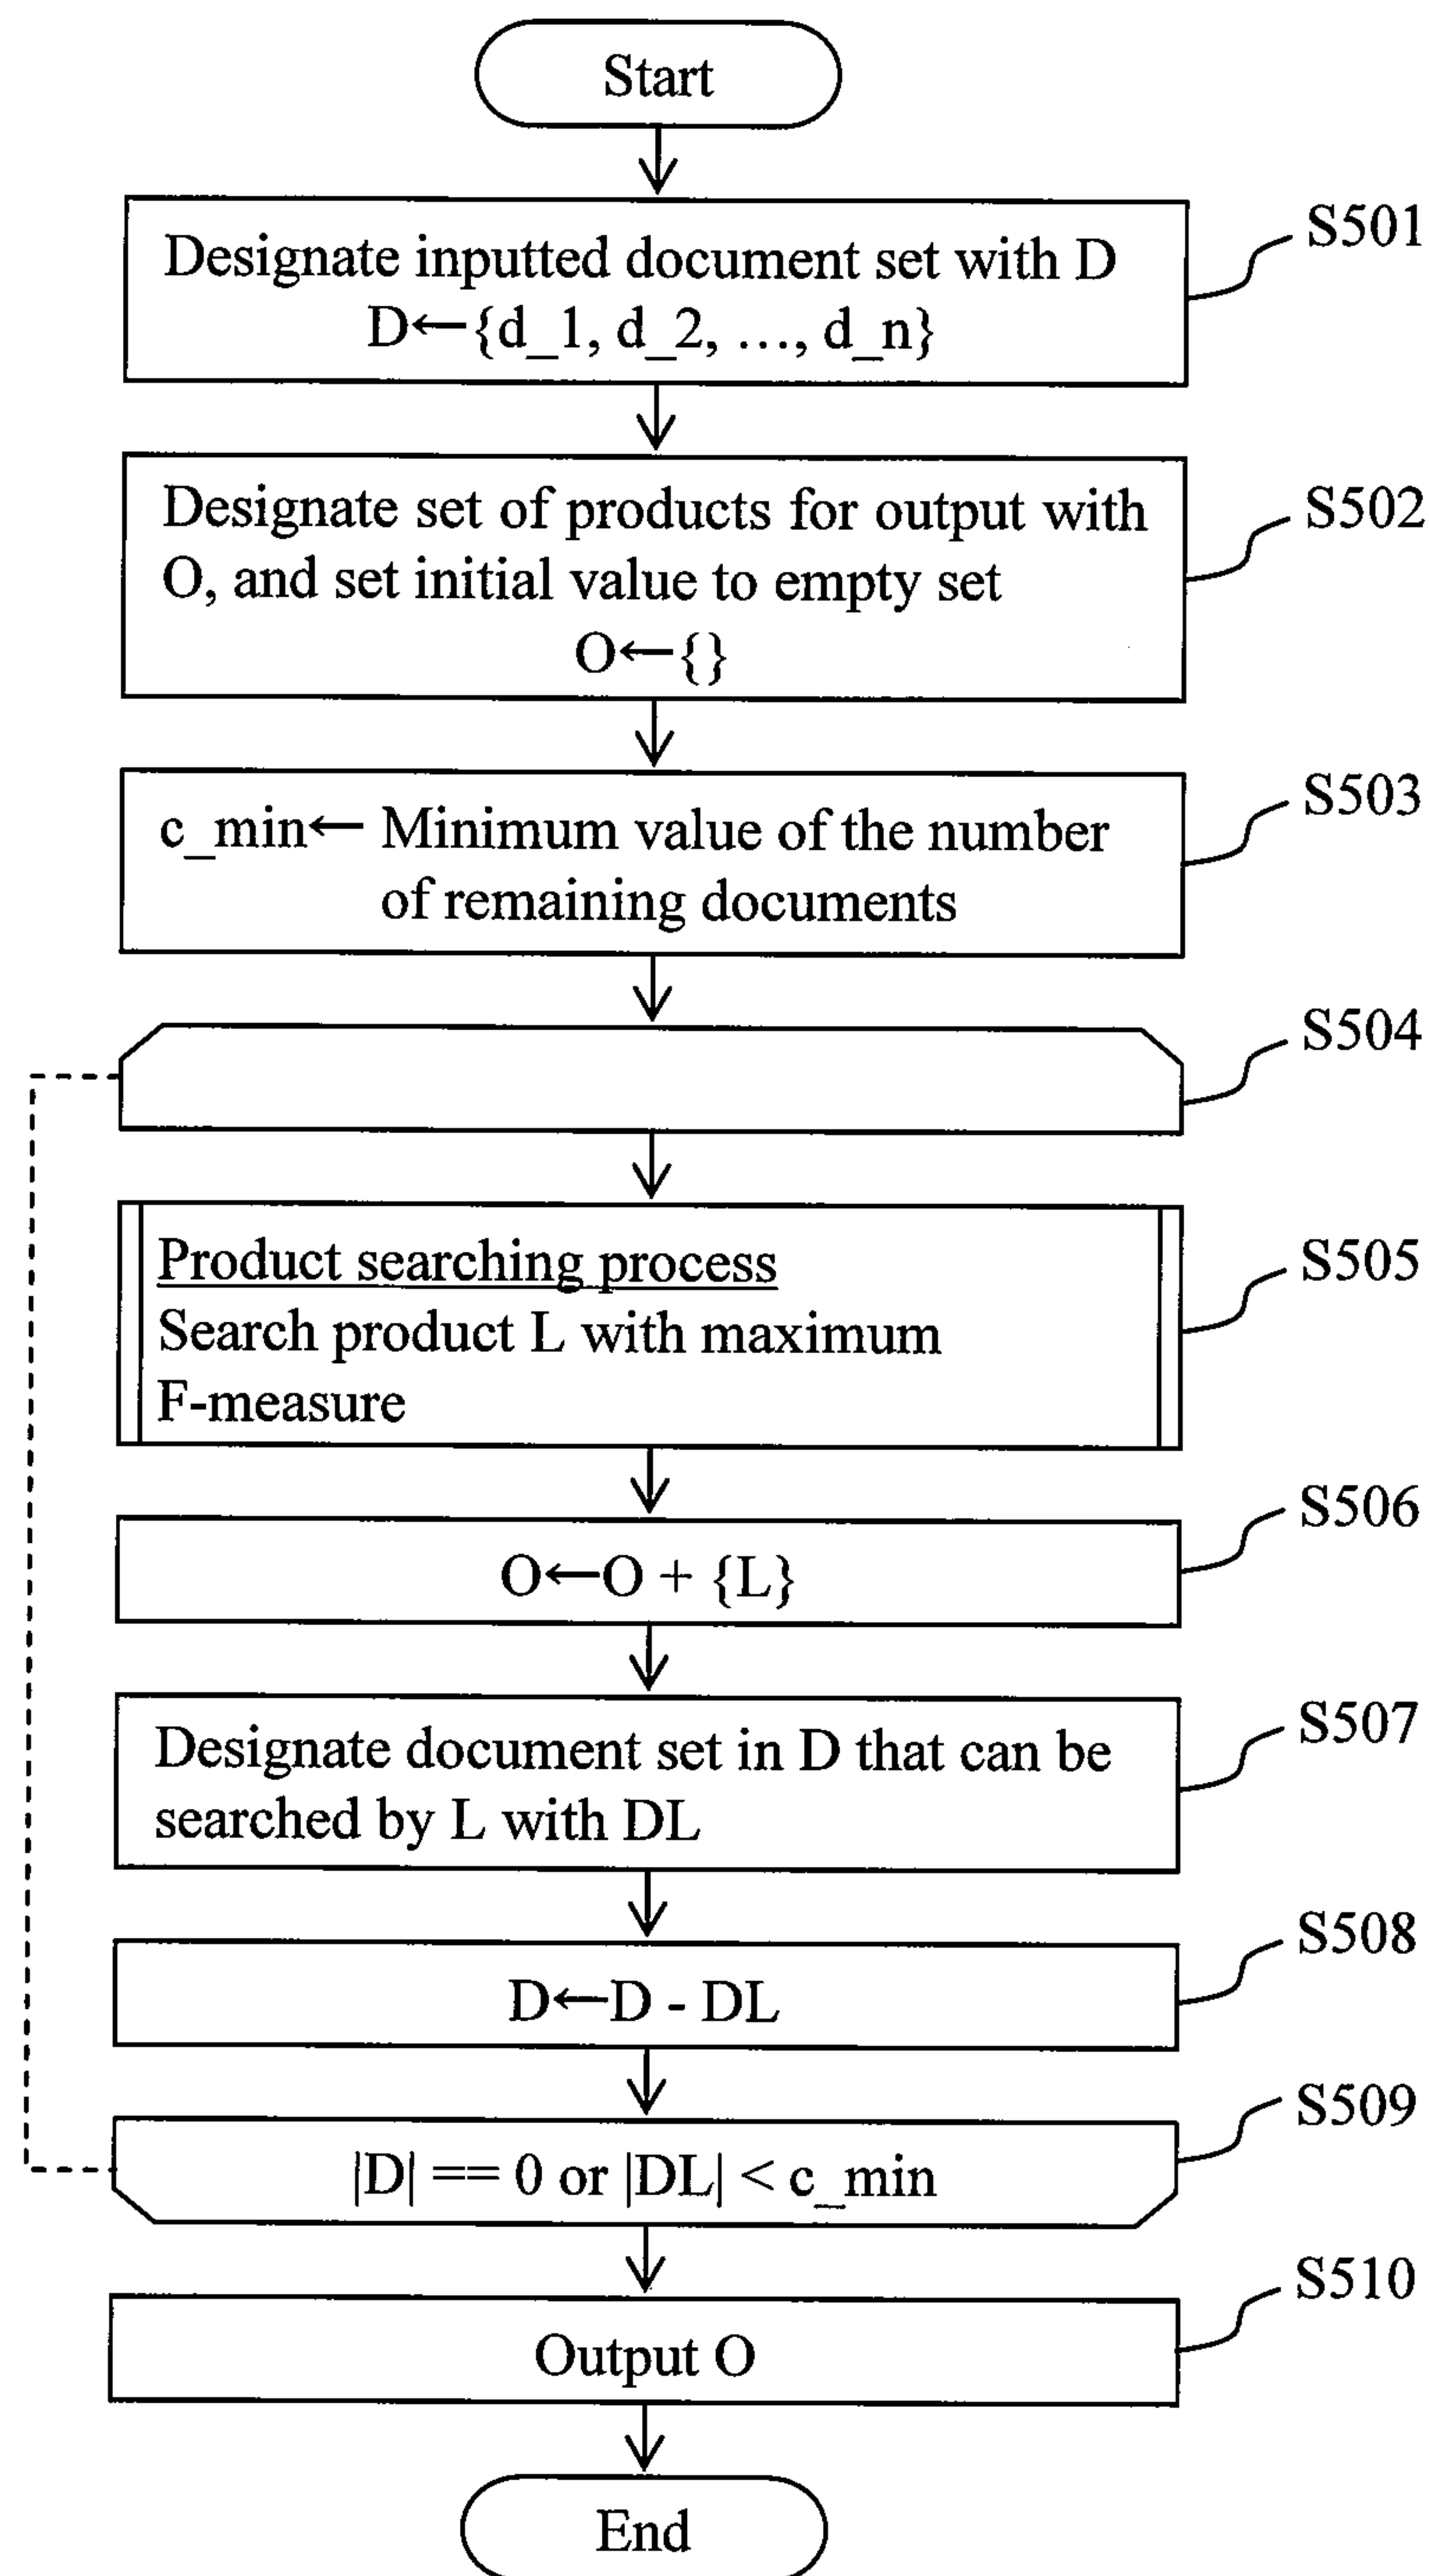 Start
S501
Designate inputted document set with D
D←{d_1, d_2, …, d_n}
S502
Designate set of products for output with
O, and set initial value to empty set
O←{}
S503
c_min← Minimum value of the number
of remaining documents
S504
S505
Product searching process
Search product L with maximum
F-measure
S506
O←O + {L}
S507
Designate document set in D that can be
searched by L with DL
S508
D←D - DL
S509
|D| == 0 or |DL| < c_min
S510
Output O
End